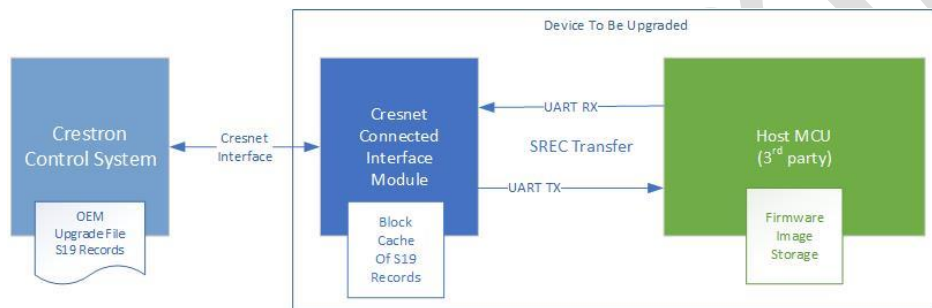 Device To Be Upgraded
Crestron
Control System
OEM
Upgrade File
S19 Records
Cresnet
Interface
Cresnet
Connected
Interface
Module
Block
Cache
Of S19
Records
UART RX
SREC Transfer
UART TX
Host MCU
(3rd party)
Firmware
Image
Storage